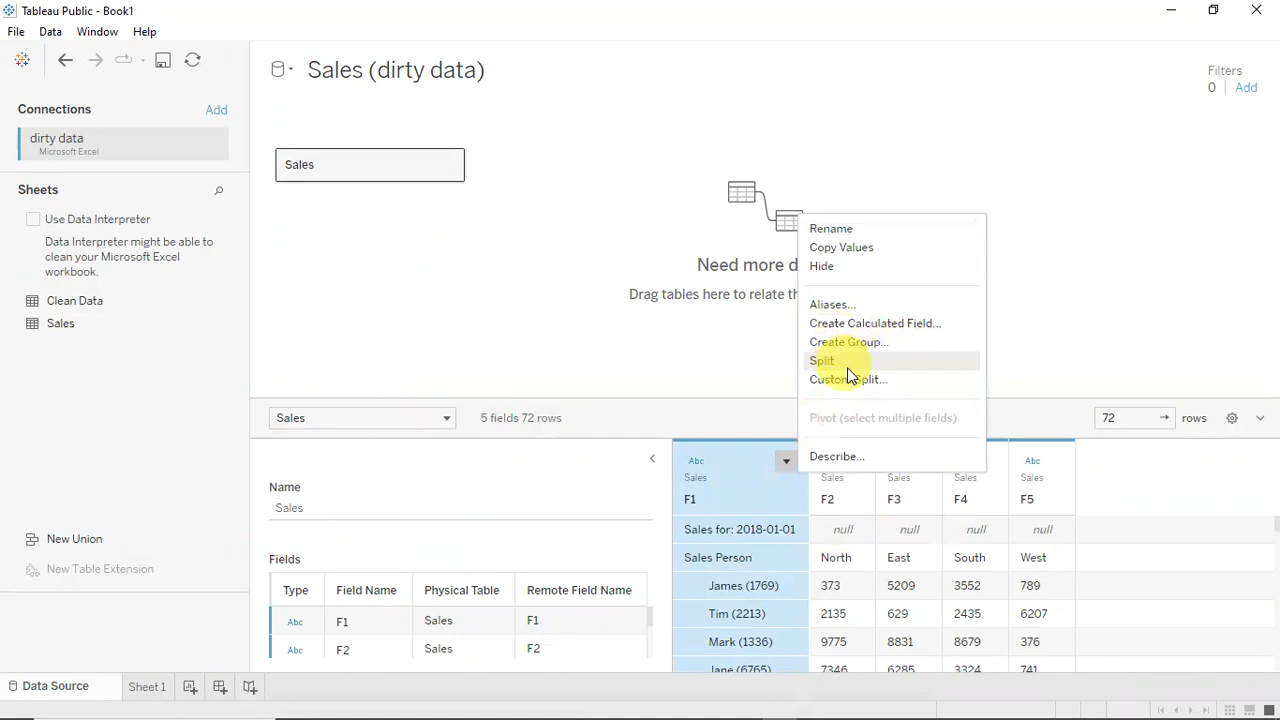 Tableau Public - Book1
File Data Window Help
Connections Add
dirty data
Microsoft Excel
Sheets
Use Data Interpreter
Data Interpreter might be able to
clean your Microsoft Excel
workbook.
Clean Data
Sales
New Union
New Table Extension
Sales (dirty data)
Filters
0 Add
Sales
Need more d
Drag tables here to relate th
Rename
Copy Values
Hide
Aliases...
Create Calculated Field...
Create Group...
Split
Custom Split...
Pivot (select multiple fields)
Describe...
Sales 5 fields 72 rows 72 rows
Name
Sales
Fields
Type Field Name Physical Table Remote Field Name
Abc F1 Sales F1
Abc F2 Sales F2
Abc Abc
Sales Sales Sales Sales Sales
F1 F2 F3 F4 F5
Sales for: 2018-01-01 null null null null
Sales Person North East South West
James (1769) 373 5209 3552 789
Tim (2213) 2135 629 2435 6207
Mark (1336) 9775 8831 8679 376
Jane (6765) 7346 6285 3324 741
Data Source Sheet 1